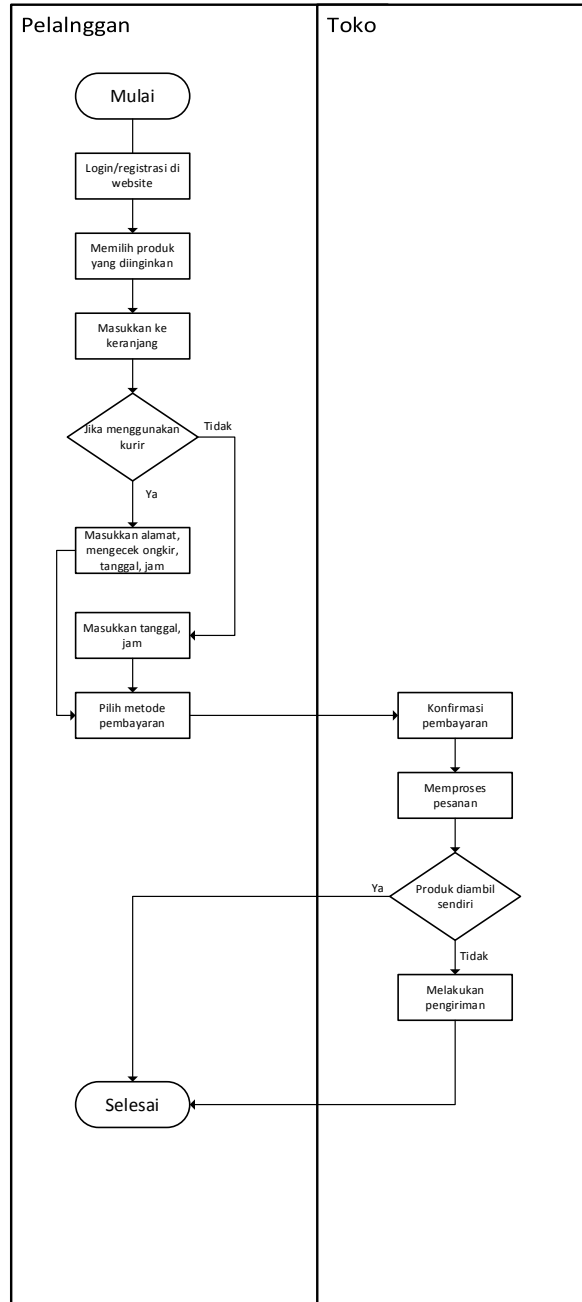 Pelalnggan
Toko
Mulai
Login/registrasi di
website
Memilih produk
yang diinginkan
Masukkan ke
keranjang
Jika menggunakan
kurir
Tidak
Ya
Masukkan alamat,
mengecek ongkir,
tanggal, jam
Masukkan tanggal,
jam
Pilih metode
pembayaran
Konfirmasi
pembayaran
Memproses
pesanan
Produk diambil
sendiri
Ya
Tidak
Melakukan
pengiriman
Selesai